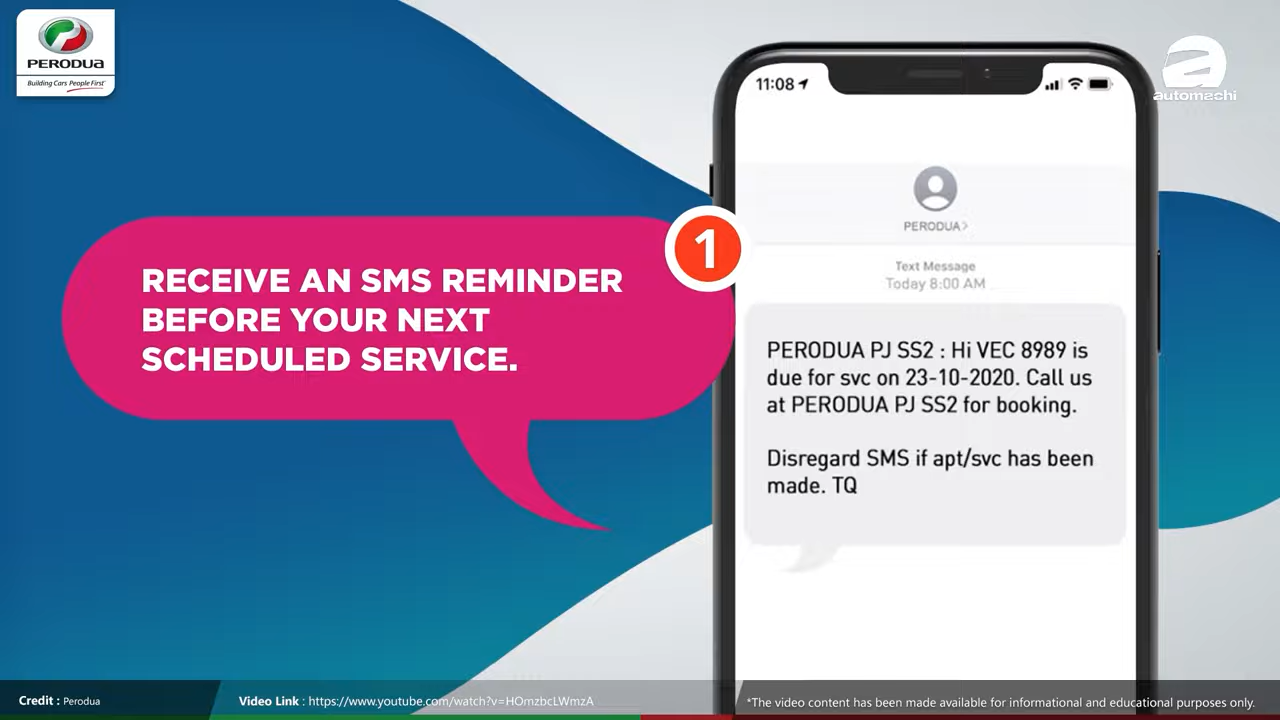 PERODUA
Building Cars People First
RECEIVE AN SMS REMINDER
BEFORE YOUR NEXT
SCHEDULED SERVICE.
1
11:08
automachi
PERODUA
Text Message
Today 8:00 AM
PERODUA PJ SS2 : Hi VEC 8989 is
due for svc on 23-10-2020. Call us
at PERODUA PJ SS2 for booking.
Disregard SMS if apt/svc has been
made. TQ
Credit : Perodua
Video Link : https://www.youtube.com/watch?v=HOmzbcLWmzA
*The video content has been made available for informational and educational purposes only.